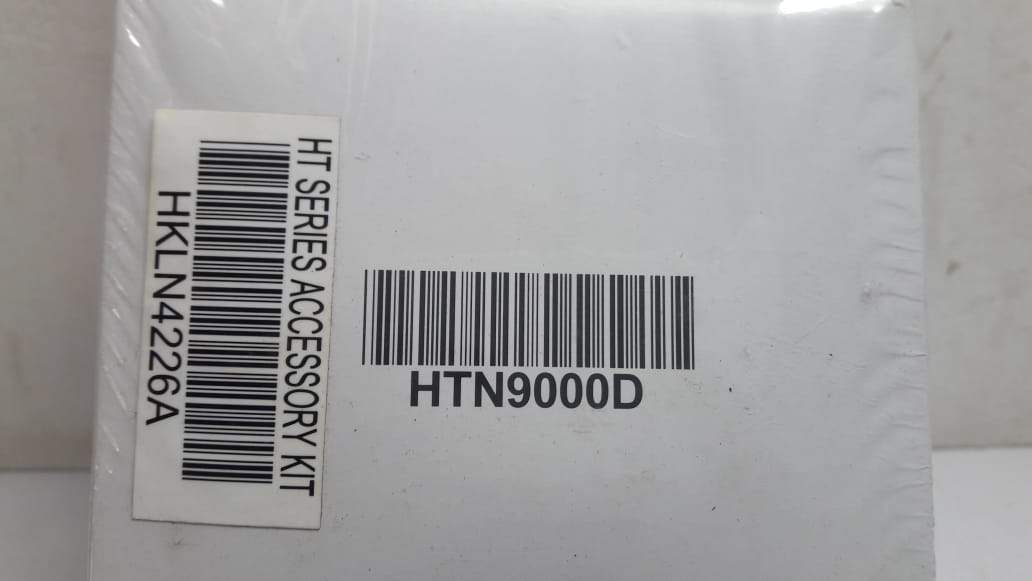 HT SERIES ACCESSORY KIT
HKLN4226A
HTN9000D